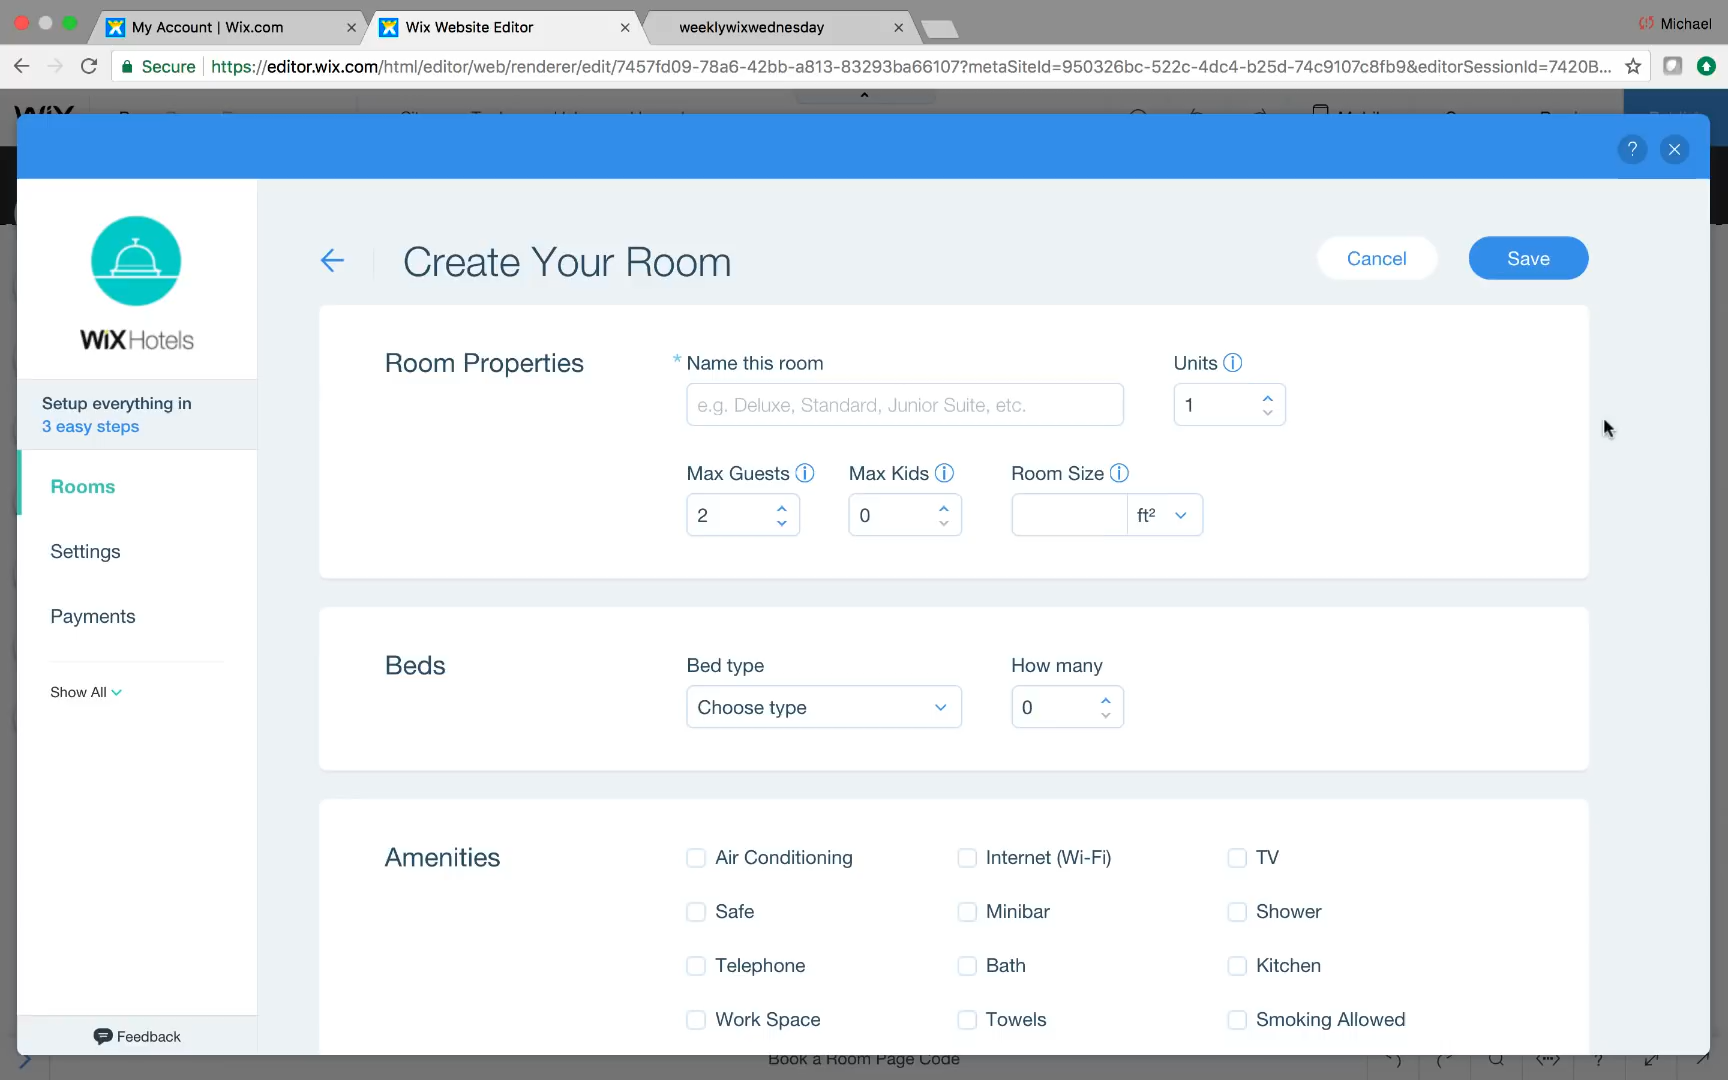 My Account | Wix.com
Wix Website Editor
weeklywixwednesday
Michael
Secure
https://editor.wix.com/html/editor/web/renderer/edit/7457fd09-78a6-42bb-a813-83293ba66107?metaSiteId=950326bc-522c-4dc4-b25d-74c9107c8fb9&editorSessionId=7420B...
?
WiX Hotels
Setup everything in
3 easy steps
Rooms
Settings
Payments
Show All
Feedback
Create Your Room
Cancel
Save
Room Properties
* Name this room
e.g. Deluxe, Standard, Junior Suite, etc.
Units
1
Max Guests
2
Max Kids
0
Room Size
ft²
Beds
Bed type
Choose type
How many
0
Amenities
Air Conditioning
Internet (Wi-Fi)
TV
Safe
Minibar
Shower
Telephone
Bath
Kitchen
Work Space
Towels
Smoking Allowed
Book a Room Page Code